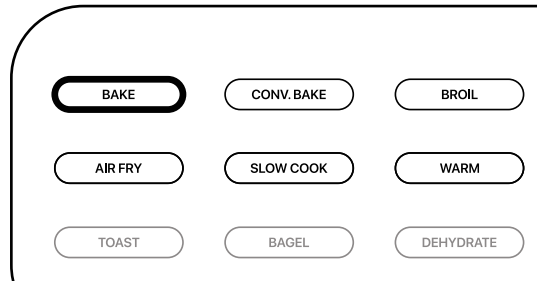 BAKE CONV. BAKE BROIL
AIR FRY SLOW COOK WARM
TOAST BAGEL DEHYDRATE